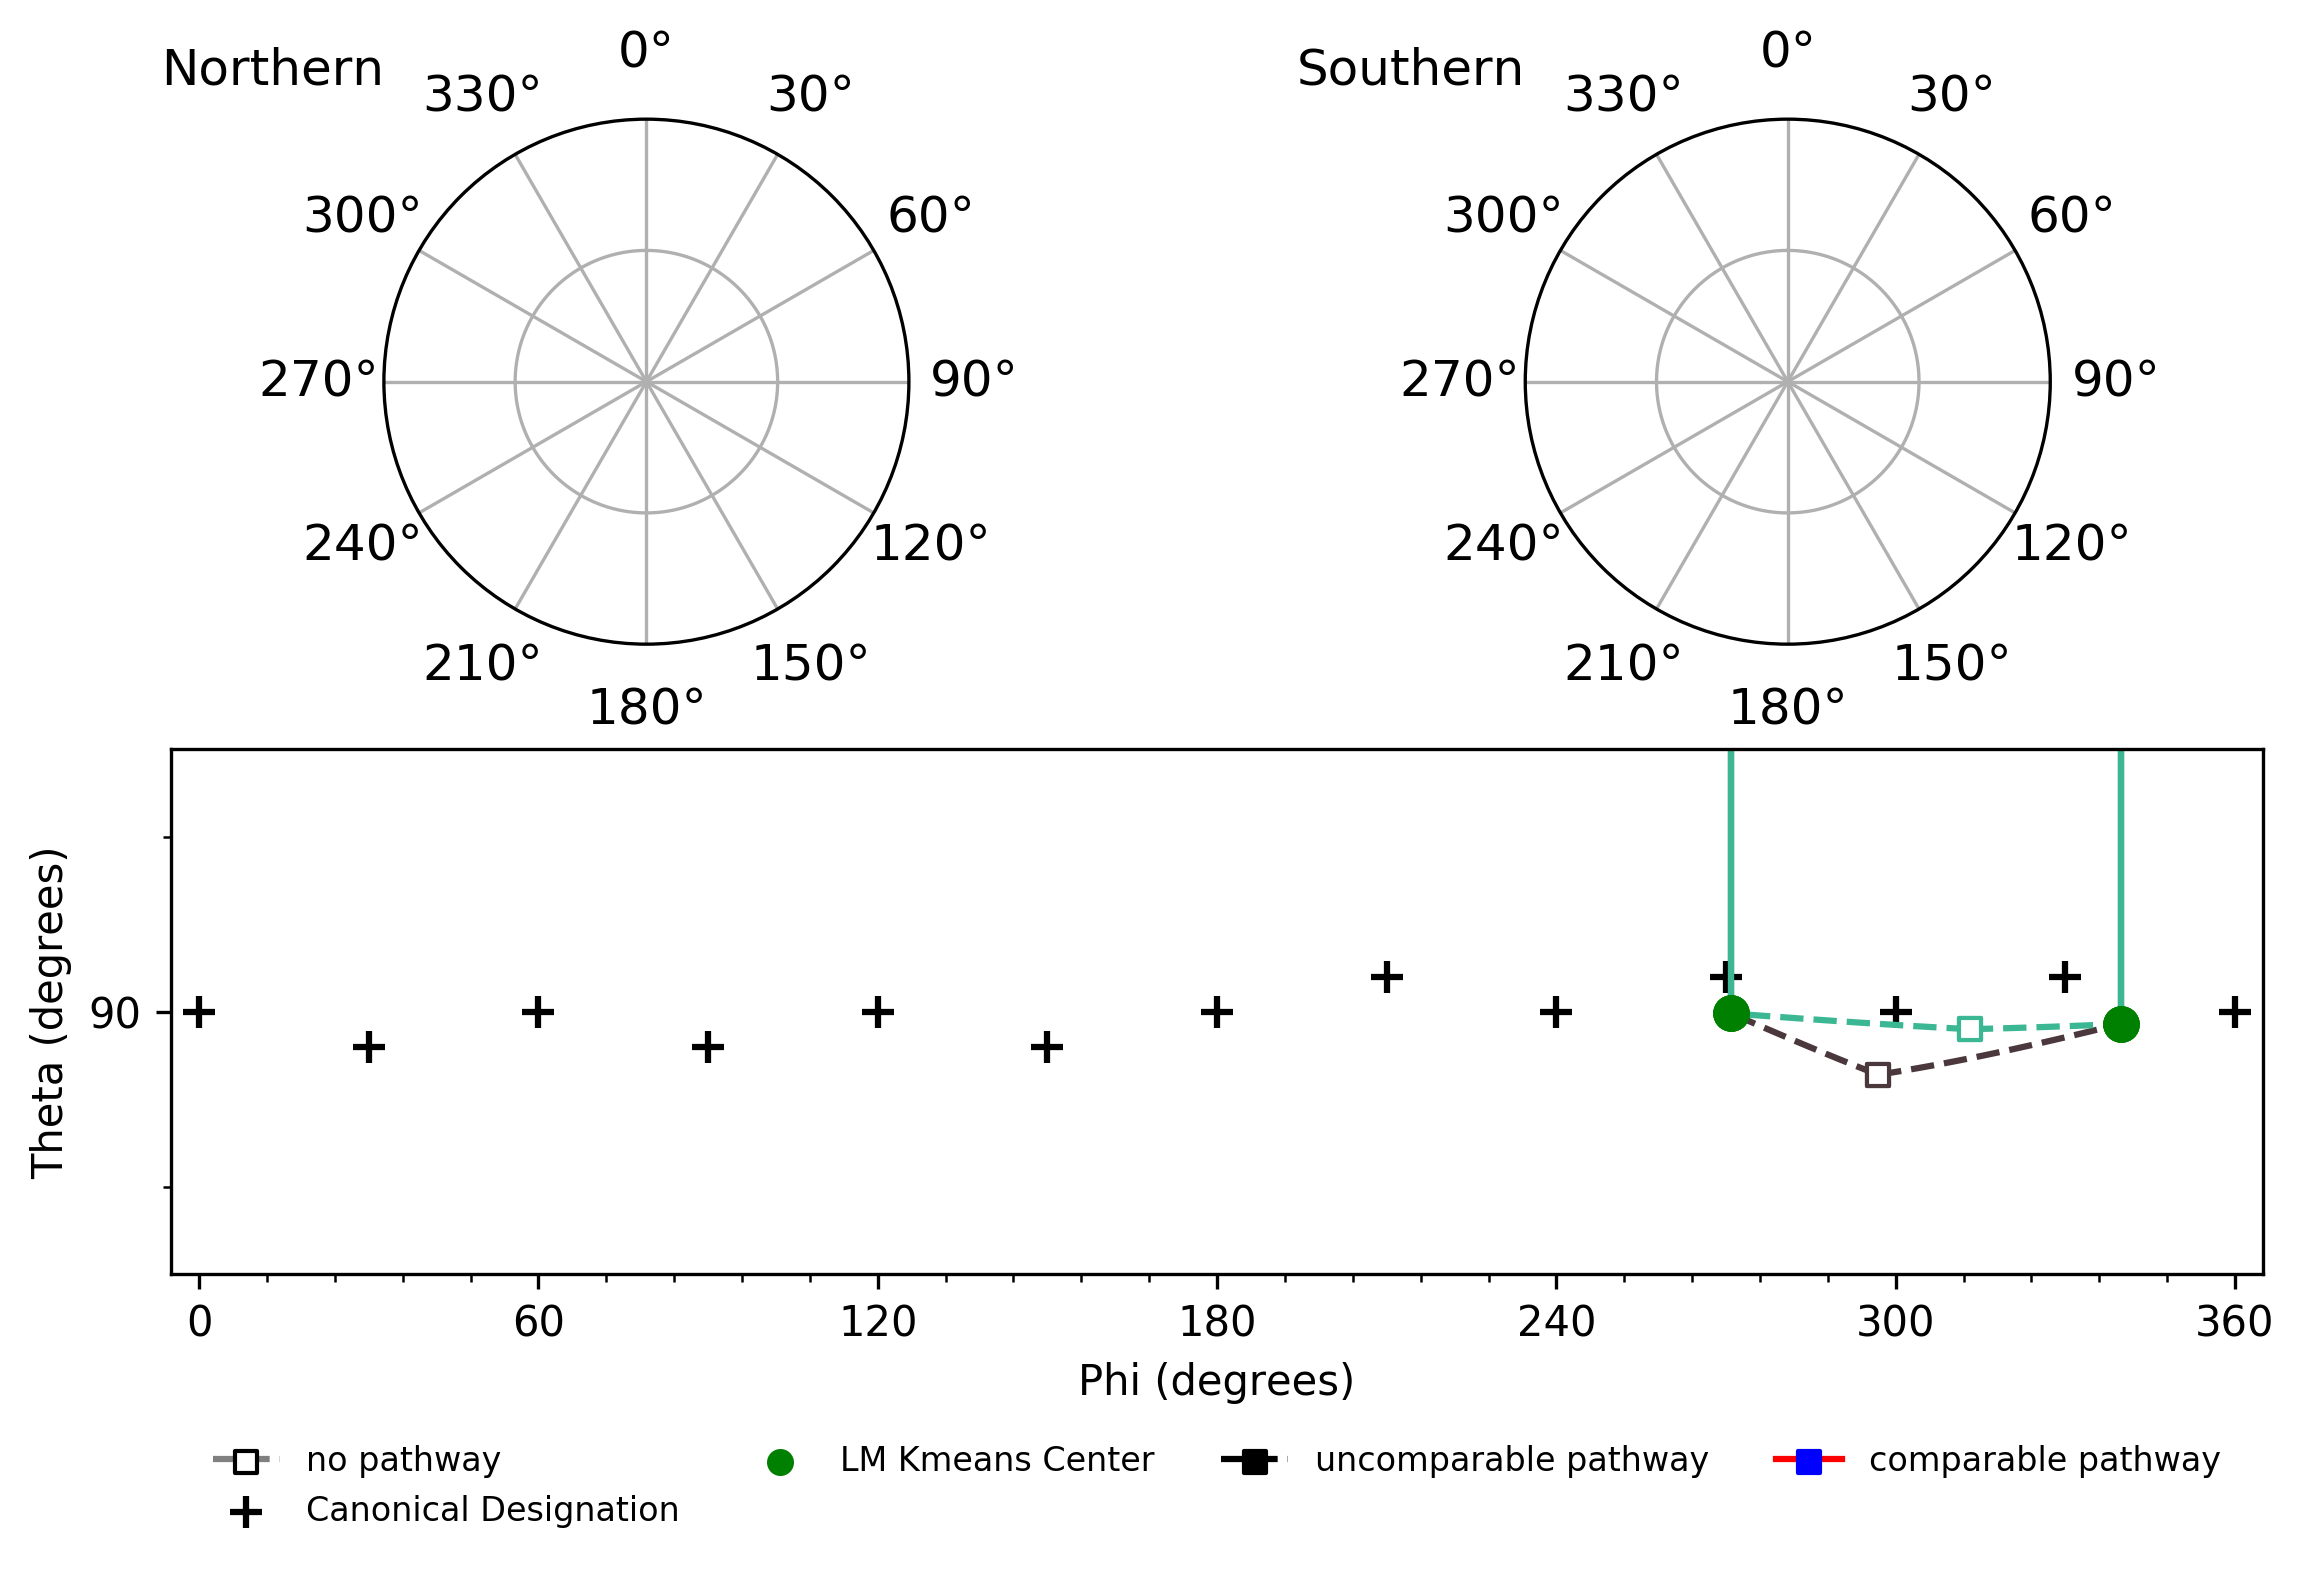 Northern
0°
30°
60°
90°
120°
150°
180°
210°
240°
270°
300°
330°
Southern
0°
30°
60°
90°
120°
150°
180°
210°
240°
270°
300°
330°
Theta (degrees)
90
0 60 120 180 240 300 360
Phi (degrees)
no pathway
Canonical Designation
LM Kmeans Center
uncomparable pathway
comparable pathway